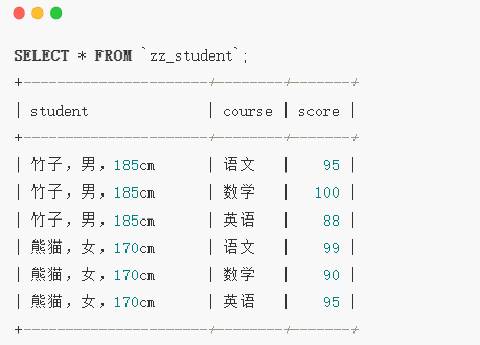 SELECT * FROM `zz_student`;
+----------------------/--------/-------/
| student | course | score |
+----------------------/--------/-------/
| 竹子，男，185cm | 语文 | 95 |
| 竹子，男，185cm | 数学 | 100 |
| 竹子，男，185cm | 英语 | 88 |
| 熊猫，女，170cm | 语文 | 99 |
| 熊猫，女，170cm | 数学 | 90 |
| 熊猫，女，170cm | 英语 | 95 |
+----------------------/--------/-------/